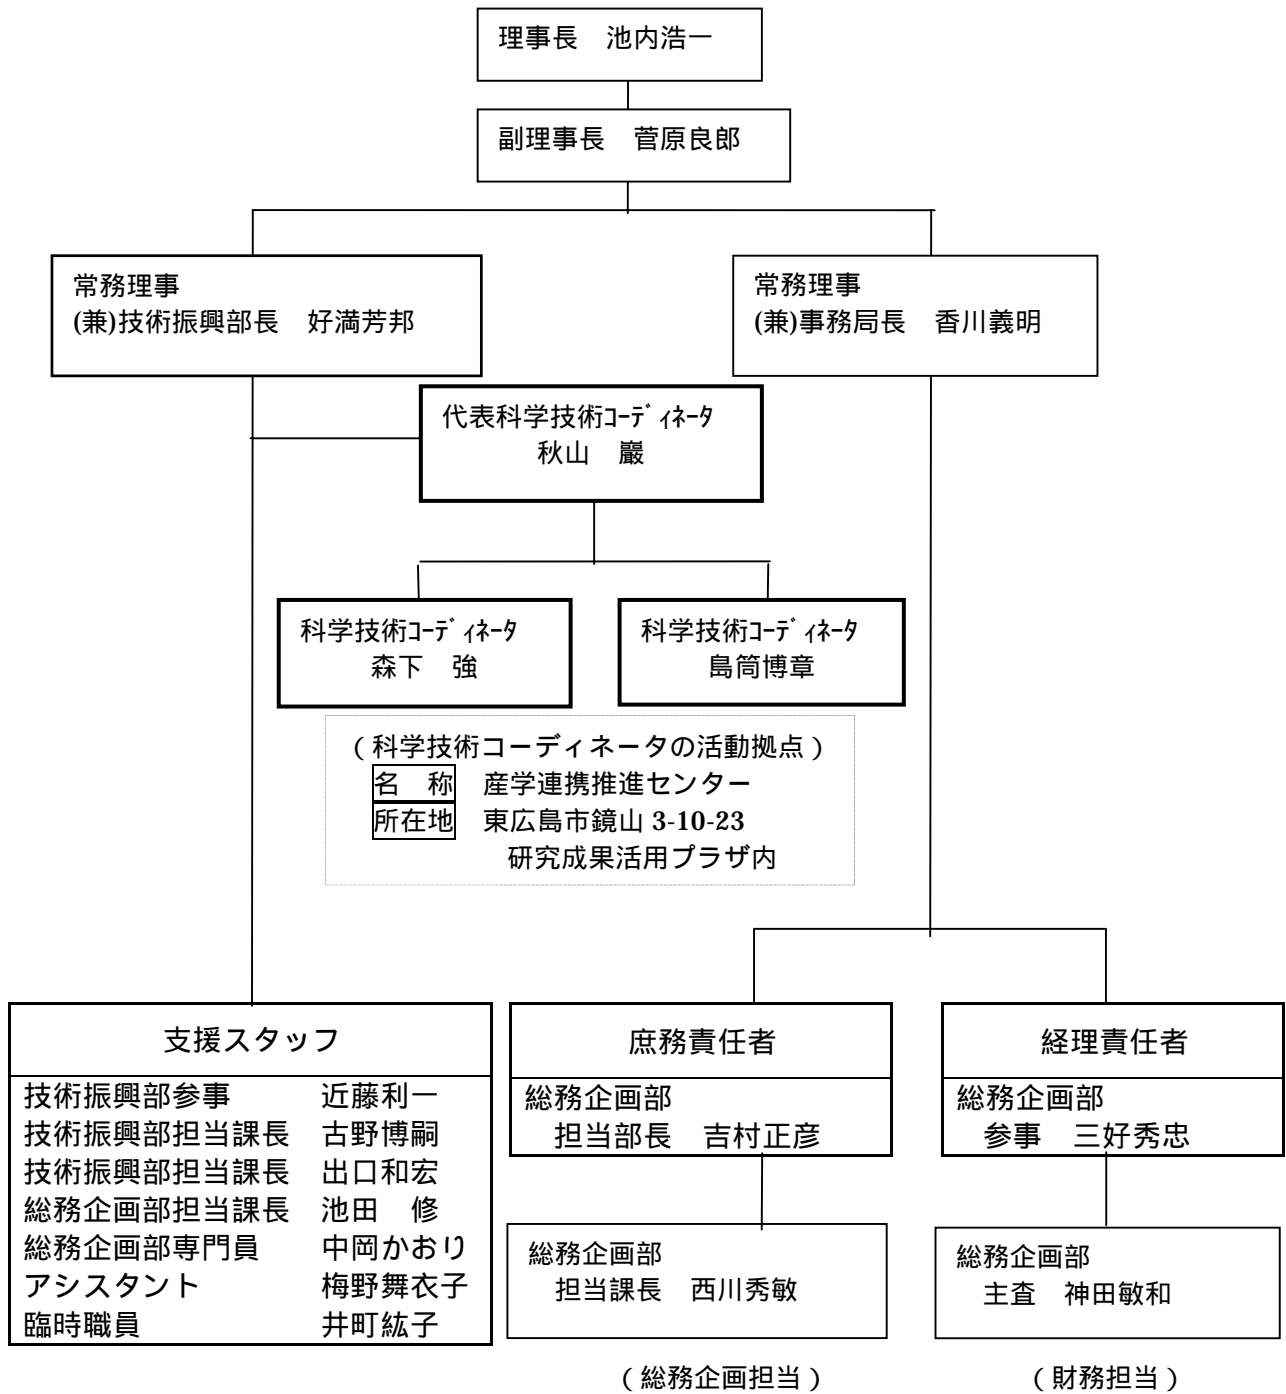 理事長　池内浩一
副理事長　菅原良郎
常務理事
(兼)技術振興部長　好満芳邦
常務理事
(兼)事務局長　香川義明
代表科学技術ｺｰﾃﾞｨﾈｰﾀ
秋山　巖
科学技術ｺｰﾃﾞｨﾈｰﾀ
森下　強
科学技術ｺｰﾃﾞｨﾈｰﾀ
島筒博章
（科学技術コーディネータの活動拠点）
名　称　産学連携推進センター
所在地　東広島市鏡山 3-10-23
研究成果活用プラザ内
支援スタッフ
技術振興部参事　近藤利一
技術振興部担当課長　古野博嗣
技術振興部担当課長　出口和宏
総務企画部担当課長　池田　修
総務企画部専門員　中岡かおり
アシスタント　梅野舞衣子
臨時職員　井町紘子
庶務責任者
総務企画部
担当部長　吉村正彦
総務企画部
担当課長　西川秀敏
（総務企画担当）
経理責任者
総務企画部
参事　三好秀忠
総務企画部
主査　神田敏和
（財務担当）